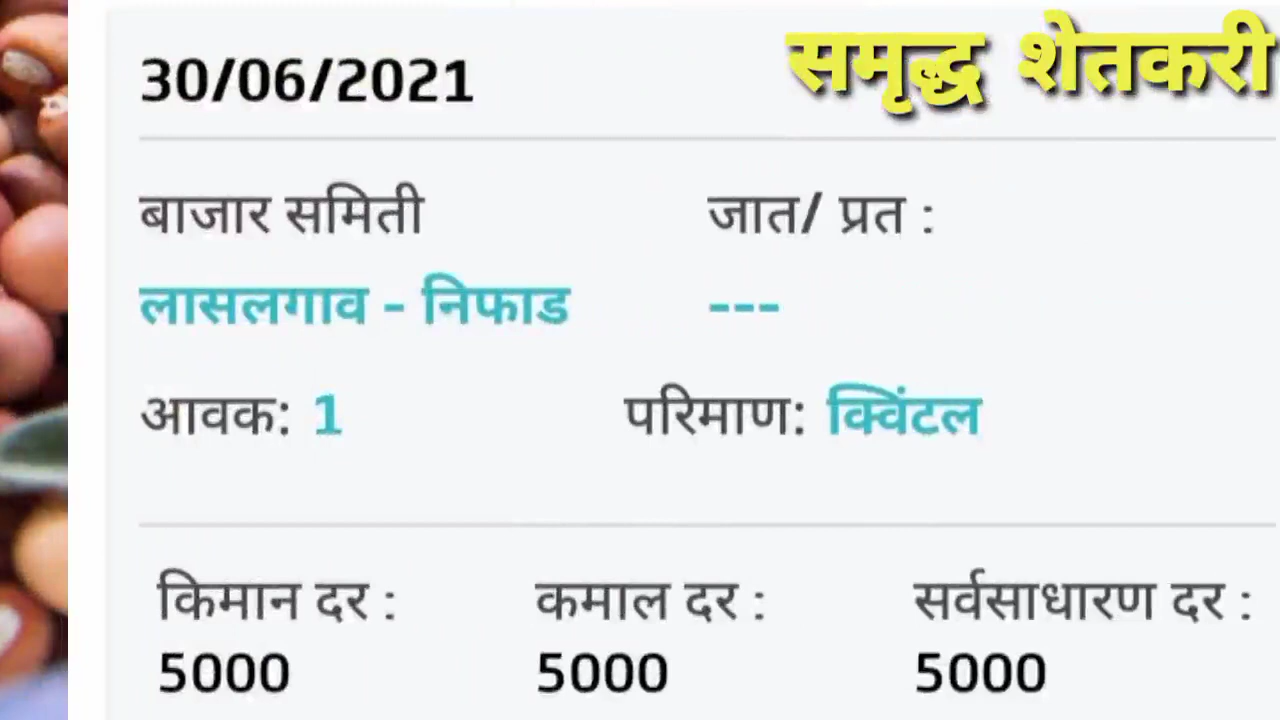 समृद्ध शेतकरी
30/06/2021
बाजार समिती जात/ प्रत :
लासलगाव - निफाड ---
आवक: 1 परिमाण: क्विंटल
किमान दर : कमाल दर : सर्वसाधारण दर :
5000 5000 5000